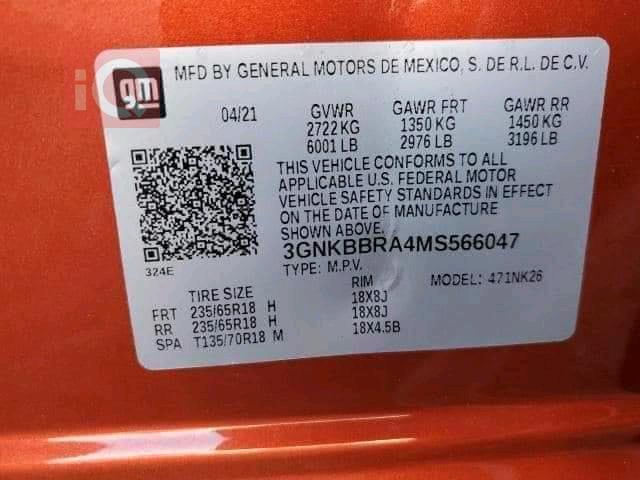 iQ
gm
MFD BY GENERAL MOTORS DE MEXICO, S. DE R.L. DE C.V.
04/21 GVWR GAWR FRT GAWR RR
2722 KG 1350 KG 1450 KG
6001 LB 2976 LB 3196 LB
THIS VEHICLE CONFORMS TO ALL
APPLICABLE U.S. FEDERAL MOTOR
VEHICLE SAFETY STANDARDS IN EFFECT
ON THE DATE OF MANUFACTURE
SHOWN ABOVE.
3GNKBBRA4MS566047
324E
TYPE: M.P.V. MODEL: 471NK26
TIRE SIZE RIM
FRT 235/65R18 H 18X8J
RR 235/65R18 H 18X8J
SPA T135/70R18 M 18X4.5B